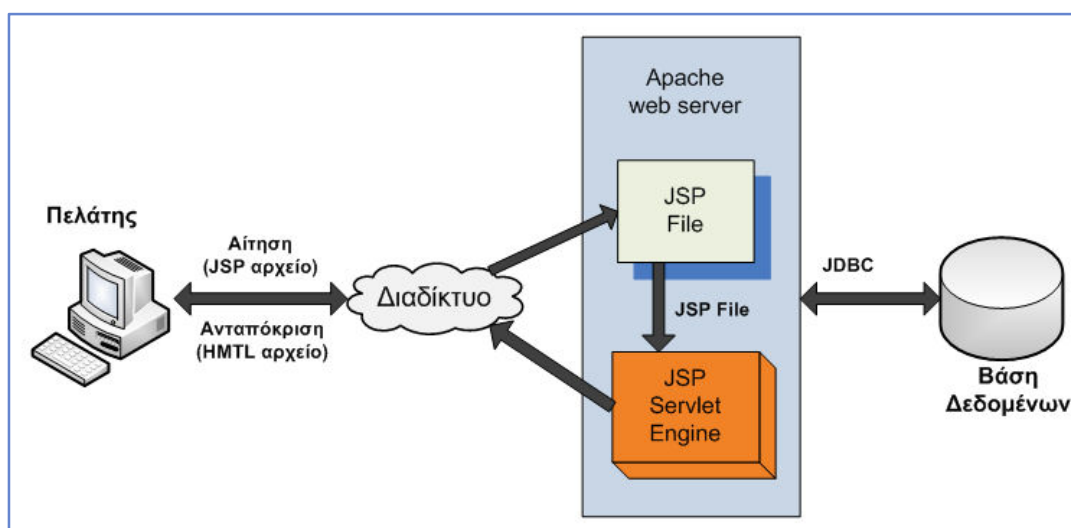 Πελάτης
Αίτηση
(JSP αρχείο)
Ανταπόκριση
(HMTL αρχείο)
Διαδίκτυο
Apache
web server
JSP
File
JSP File
JSP
Servlet
Engine
JDBC
Βάση
Δεδομένων